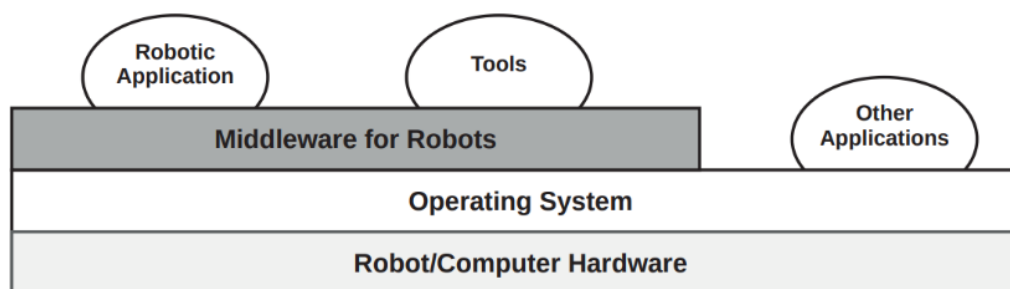 Robotic
Application
Tools
Other
Applications
Middleware for Robots
Operating System
Robot/Computer Hardware